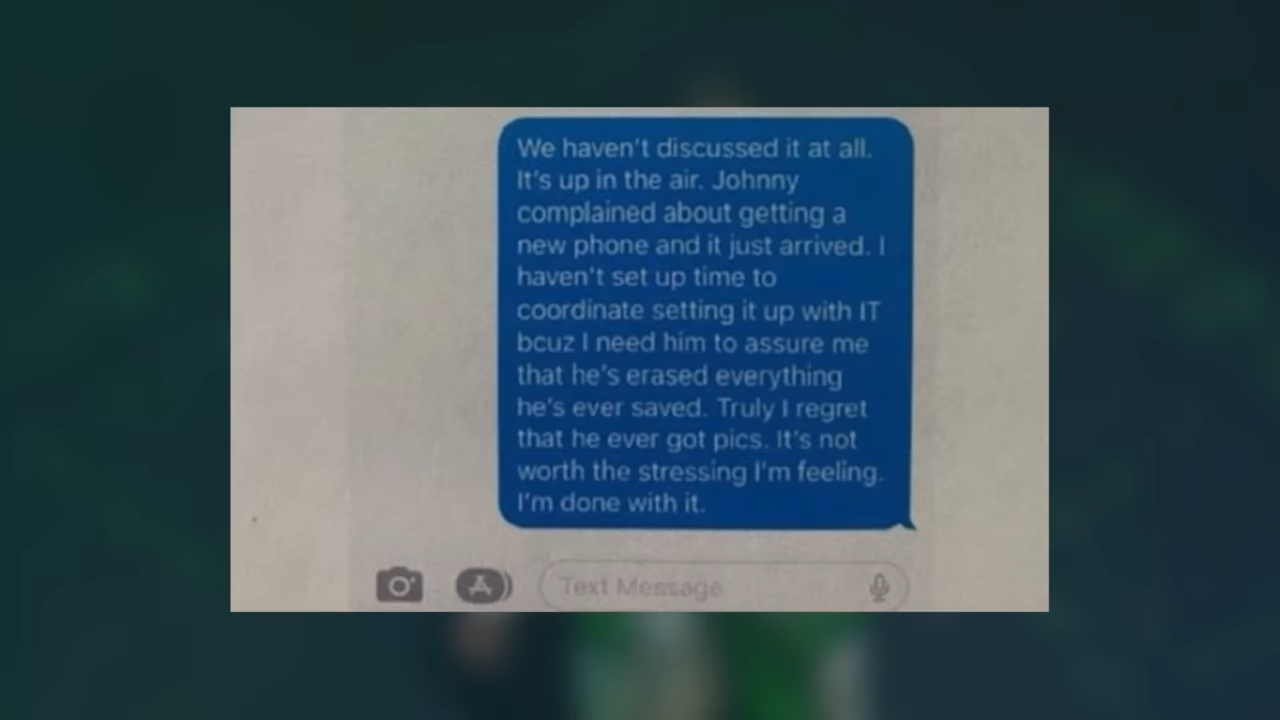 We haven't discussed it at all.
It's up in the air. Johnny
complained about getting a
new phone and it just arrived. I
haven't set up time to
coordinate setting it up with IT
bcuz I need him to assure me
that he's erased everything
he's ever saved. Truly I regret
that he ever got pics. It's not
worth the stressing I'm feeling.
I'm done with it.
Text Message